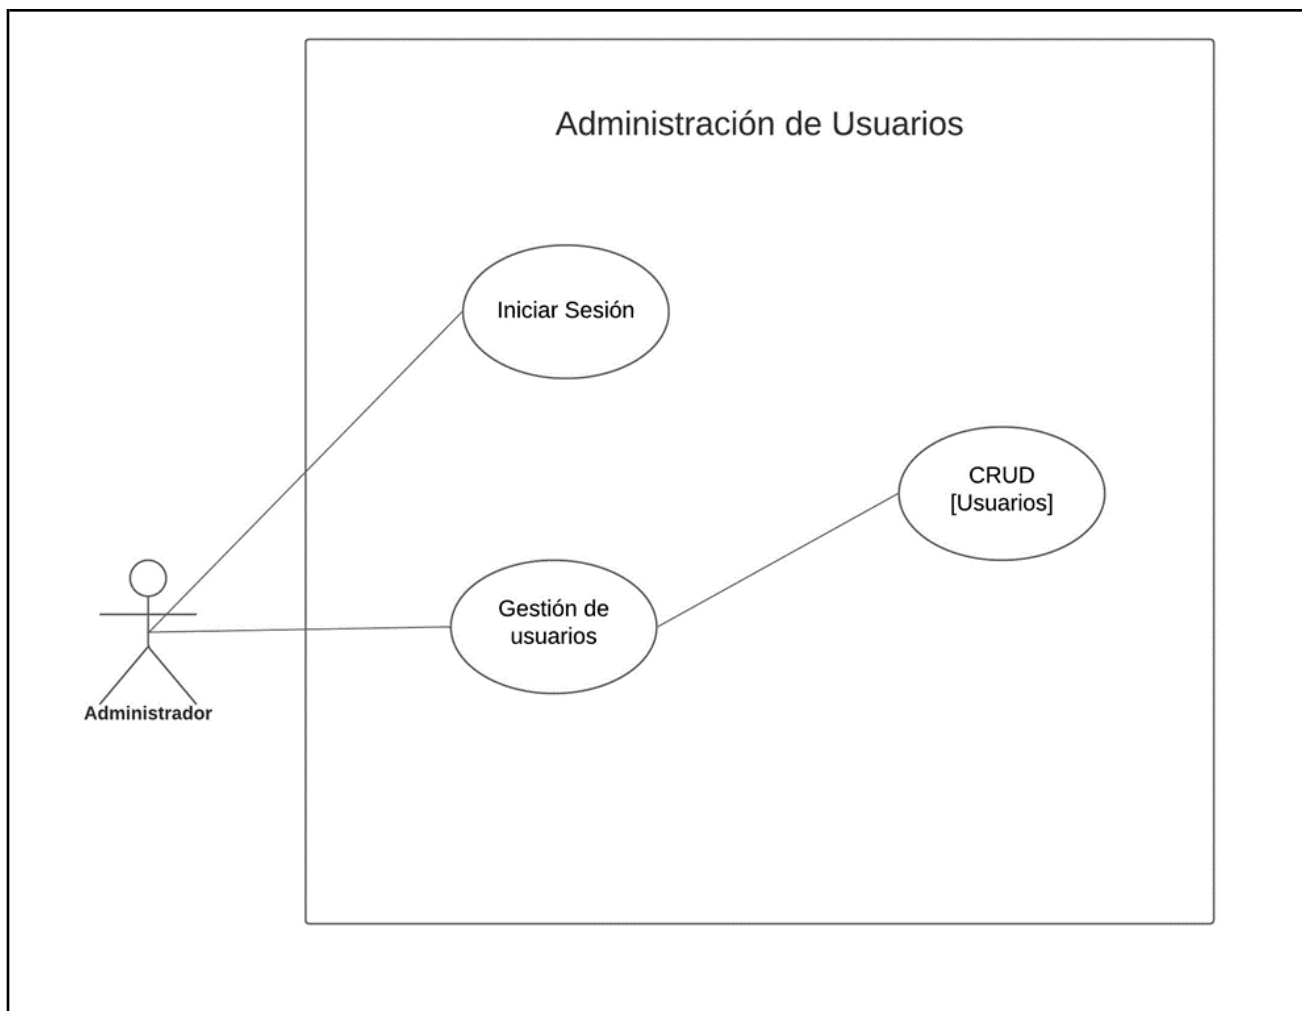 Administración de Usuarios
Iniciar Sesión
CRUD
[Usuarios]
Gestión de
usuarios
Administrador